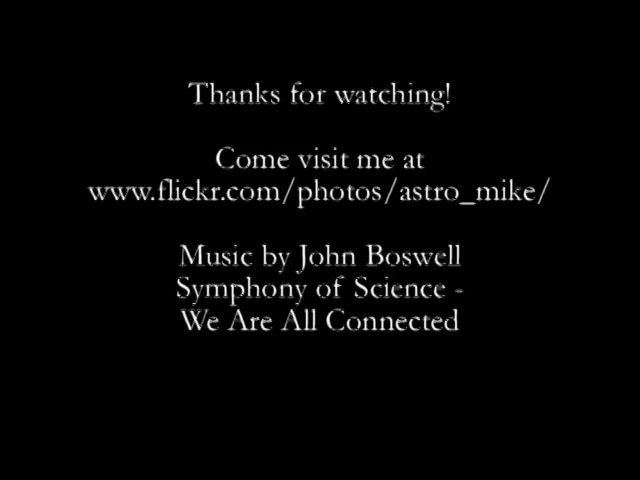 Thanks for watching!
Come visit me at
www.flickr.com/photos/astro_mike/
Music by John Boswell
Symphony of Science -
We Are All Connected